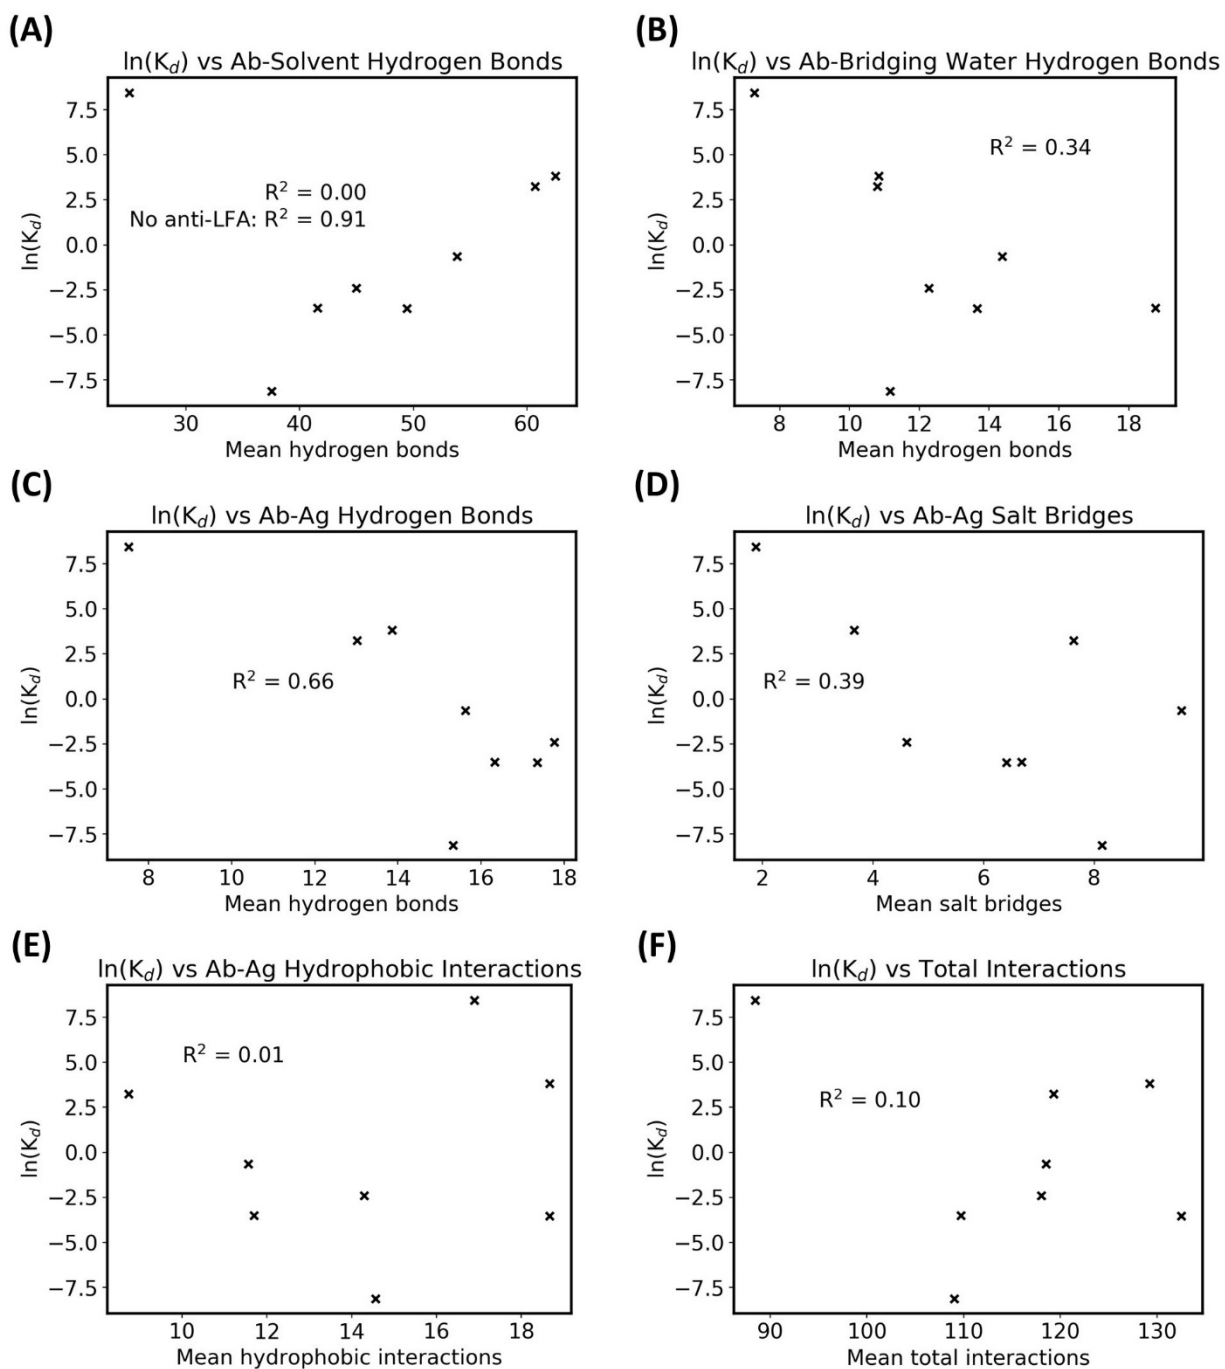 (A)
ln(K_d) vs Ab-Solvent Hydrogen Bonds
ln(K_d)
7.5
5.0
2.5
0.0
−2.5
−5.0
−7.5
R² = 0.00
No anti-LFA: R² = 0.91
30 40 50 60
Mean hydrogen bonds
(B)
ln(K_d) vs Ab-Bridging Water Hydrogen Bonds
ln(K_d)
7.5
5.0
2.5
0.0
−2.5
−5.0
−7.5
R² = 0.34
8 10 12 14 16 18
Mean hydrogen bonds
(C)
ln(K_d) vs Ab-Ag Hydrogen Bonds
ln(K_d)
7.5
5.0
2.5
0.0
−2.5
−5.0
−7.5
R² = 0.66
8 10 12 14 16 18
Mean hydrogen bonds
(D)
ln(K_d) vs Ab-Ag Salt Bridges
ln(K_d)
7.5
5.0
2.5
0.0
−2.5
−5.0
−7.5
R² = 0.39
2 4 6 8
Mean salt bridges
(E)
ln(K_d) vs Ab-Ag Hydrophobic Interactions
ln(K_d)
7.5
5.0
2.5
0.0
−2.5
−5.0
−7.5
R² = 0.01
10 12 14 16 18
Mean hydrophobic interactions
(F)
ln(K_d) vs Total Interactions
ln(K_d)
7.5
5.0
2.5
0.0
−2.5
−5.0
−7.5
R² = 0.10
90 100 110 120 130
Mean total interactions